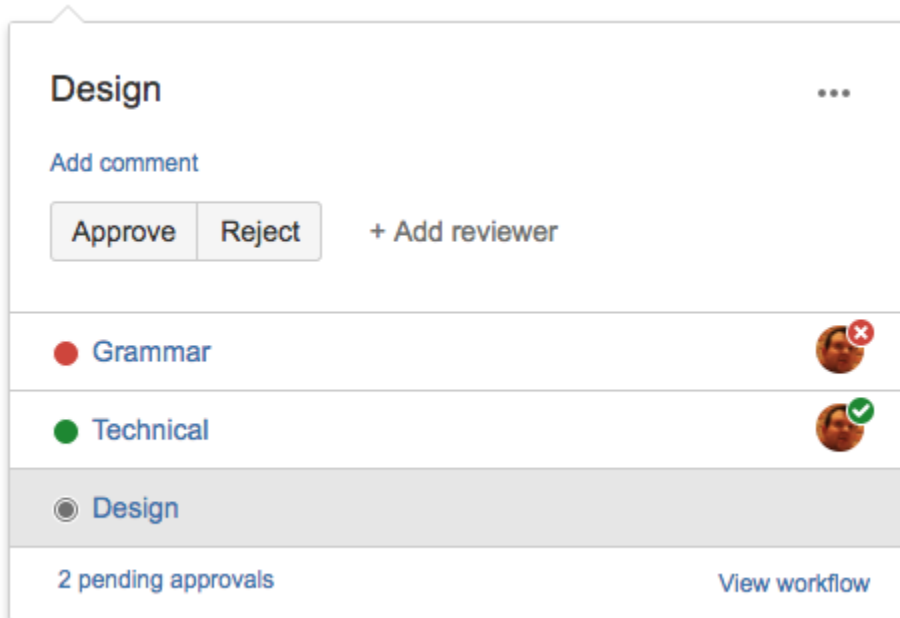 Design
Add comment
Approve Reject + Add reviewer
Grammar
Technical
Design
2 pending approvals View workflow